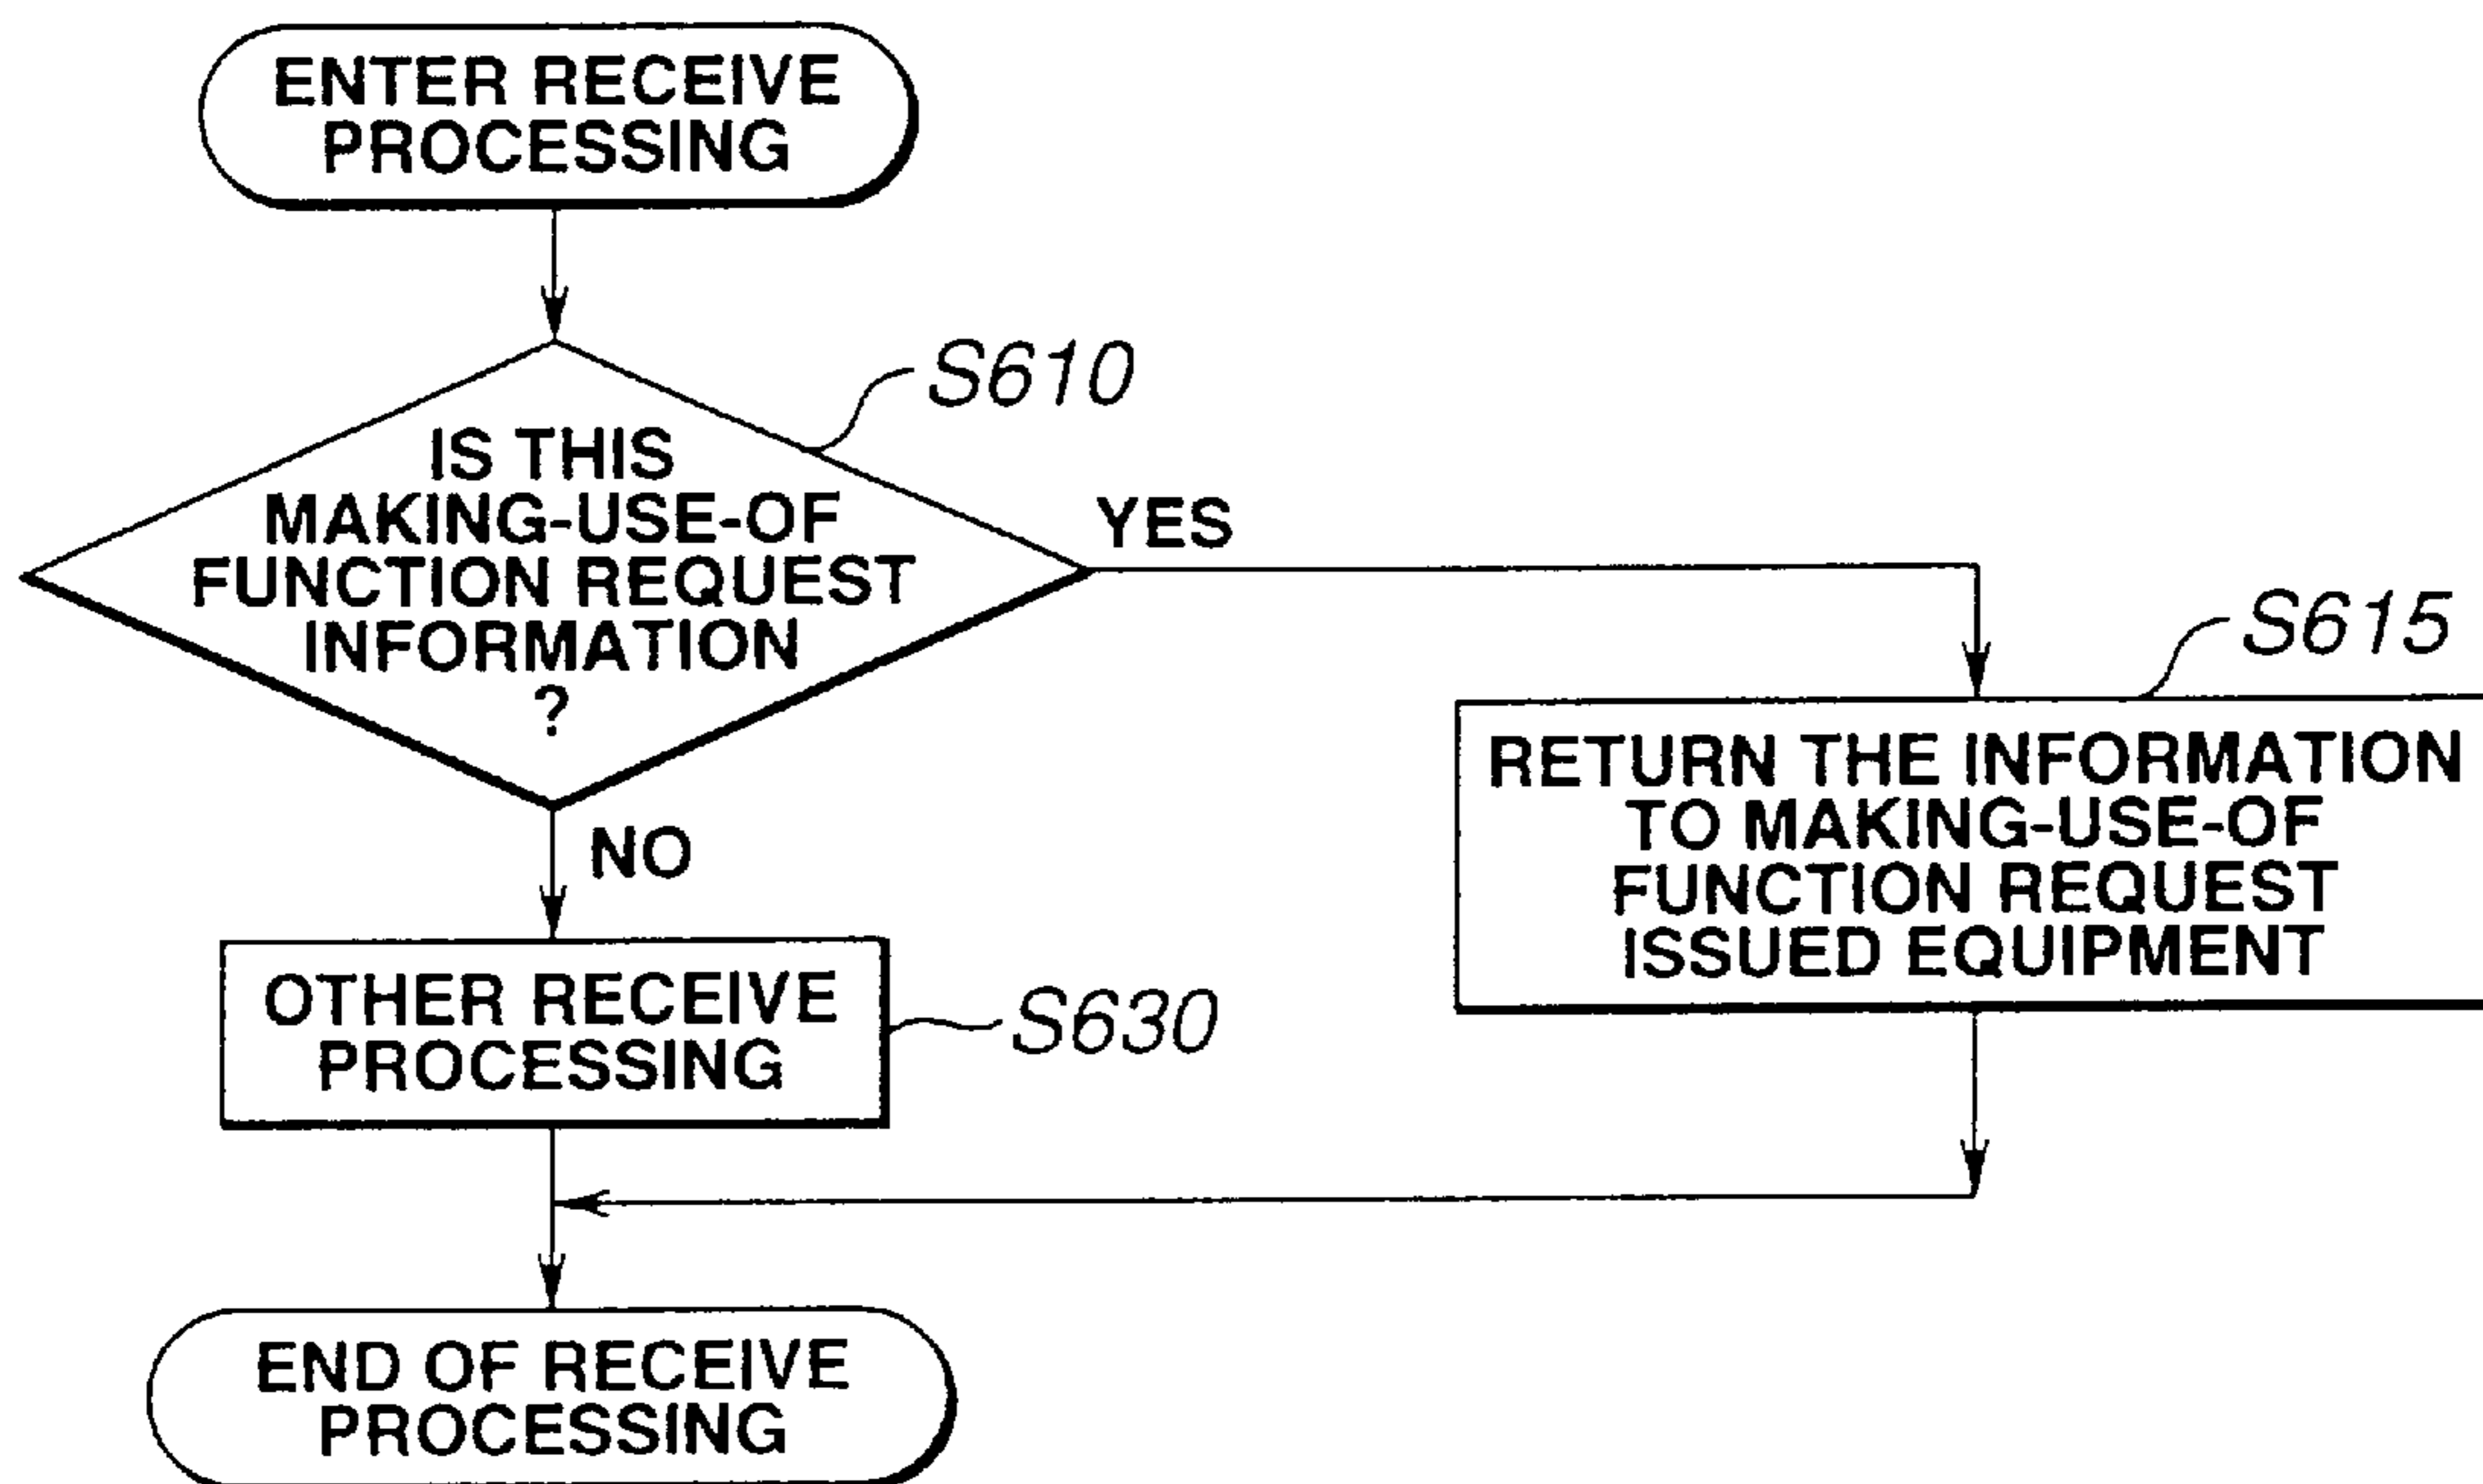 ENTER RECEIVE
PROCESSING
S610
IS THIS
MAKING-USE-OF
FUNCTION REQUEST
INFORMATION
?
YES
S615
RETURN THE INFORMATION
TO MAKING-USE-OF
FUNCTION REQUEST
ISSUED EQUIPMENT
NO
OTHER RECEIVE
PROCESSING
S630
END OF RECEIVE
PROCESSING